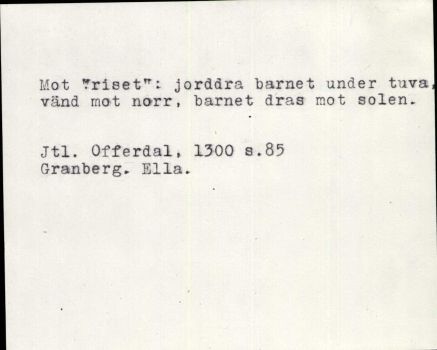 Mot "riset": jorddra barnet under tuva,
vänd mot norr, barnet dras mot solen.
Jtl. Offerdal, 1300 s.85
Granberg. Ella.